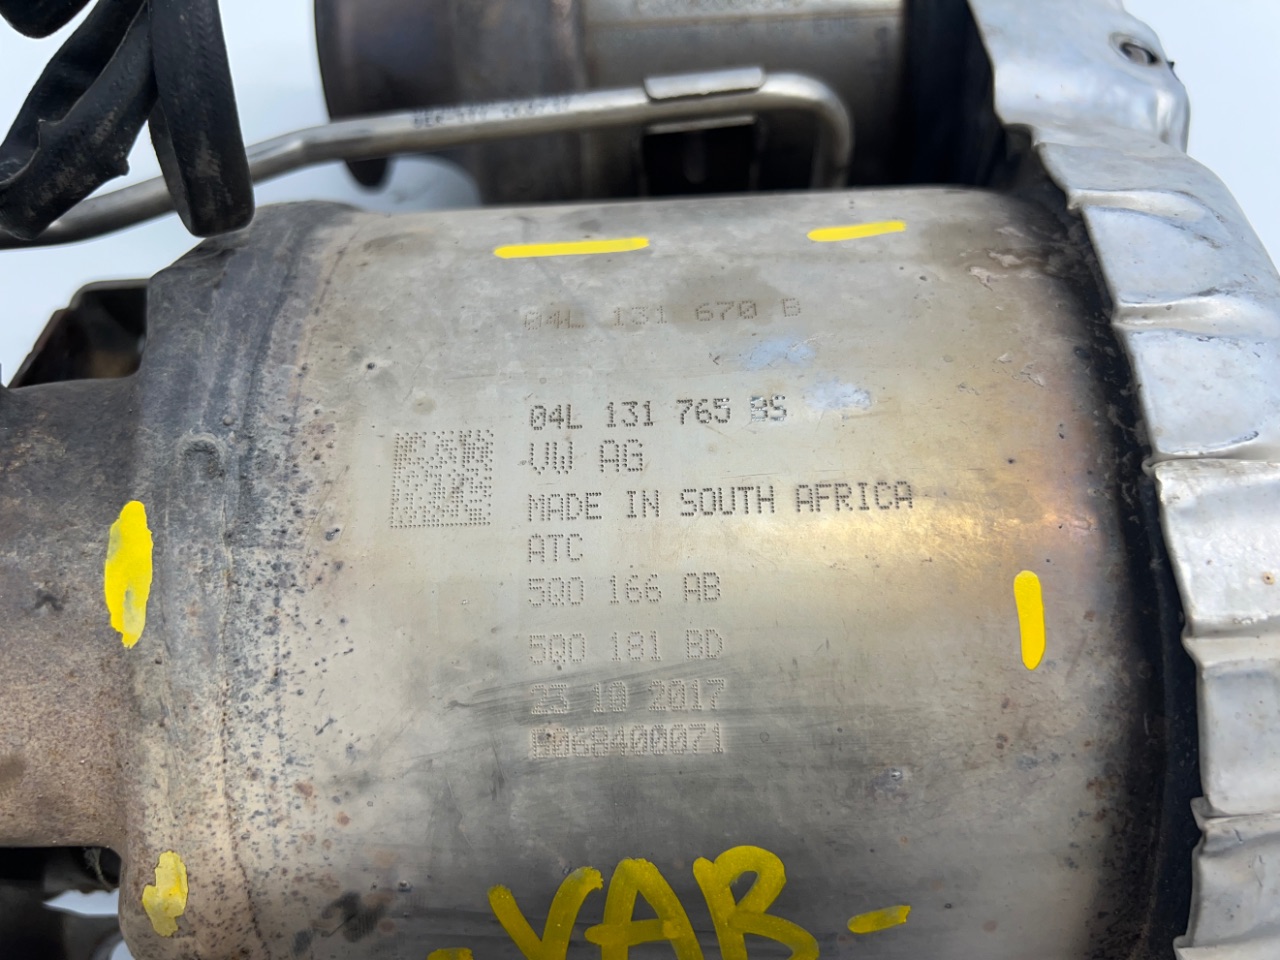 04L 131 670 B
04L 131 765 BS
VW AG
MADE IN SOUTH AFRICA
ATC
5Q0 166 AB
5Q0 181 BD
23 10 2017
- VAB -